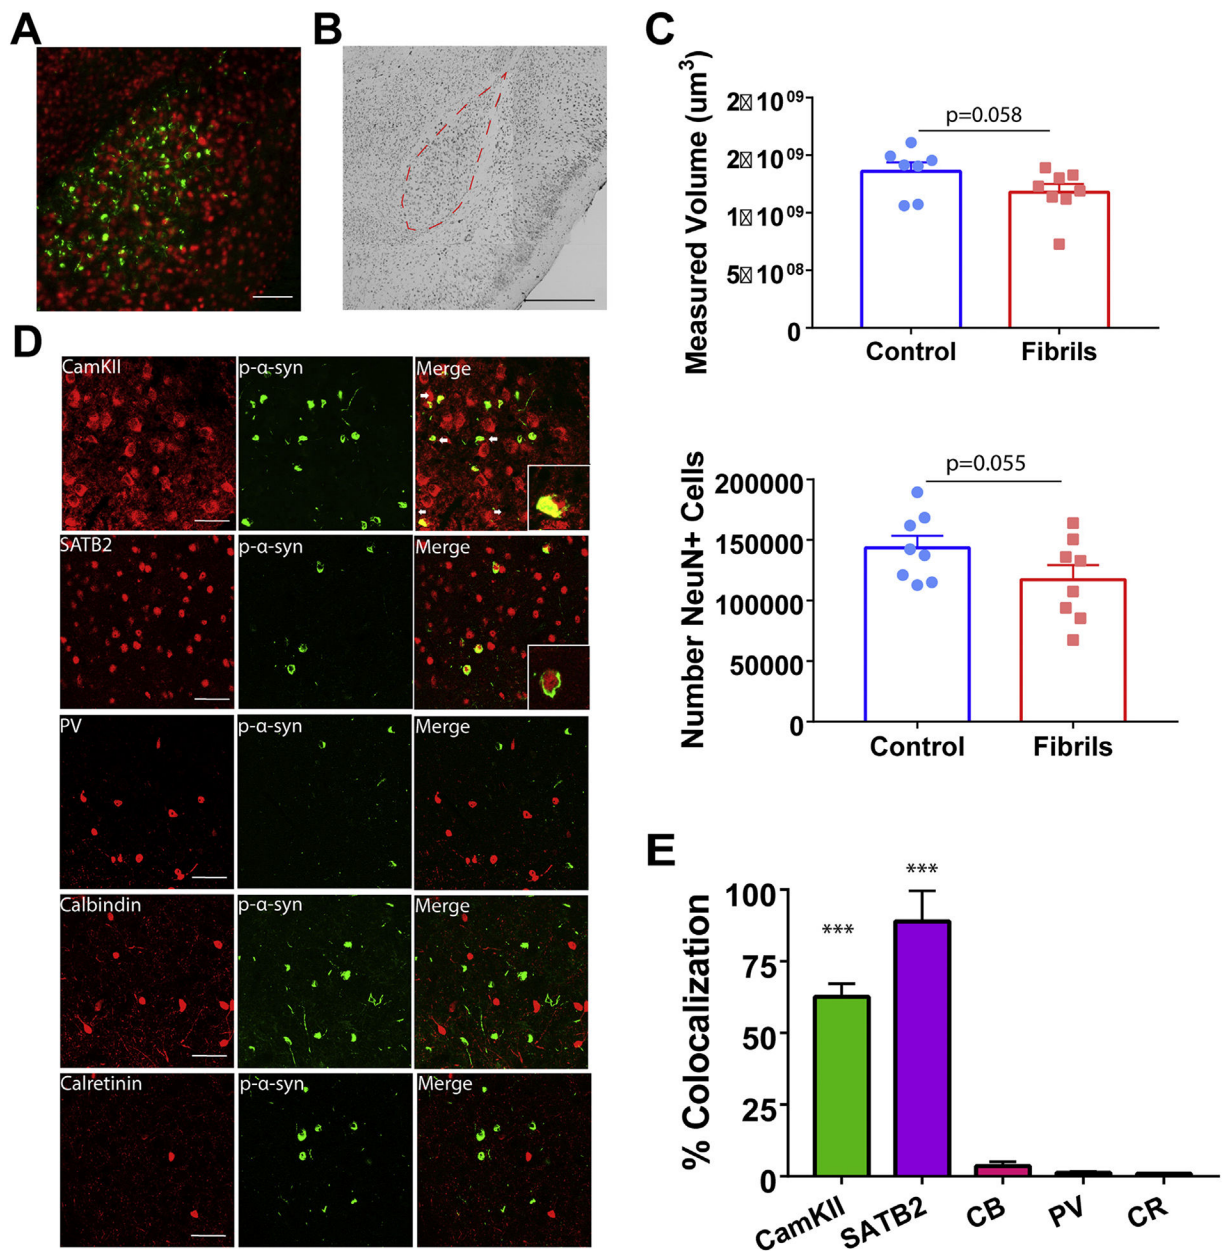 A
B
C
Measured Volume (um3)
2 10 09
2 10 09
1 10 09
5 10 08
0
p=0.058
Control Fibrils
D
CamKII p-α-syn Merge
SATB2 p-α-syn Merge
PV p-α-syn Merge
Calbindin p-α-syn Merge
Calretinin p-α-syn Merge
Number NeuN+ Cells
200000
150000
100000
50000
0
p=0.055
Control Fibrils
E
% Colocalization
100
75
50
25
0
***
***
CamKII SATB2 CB PV CR